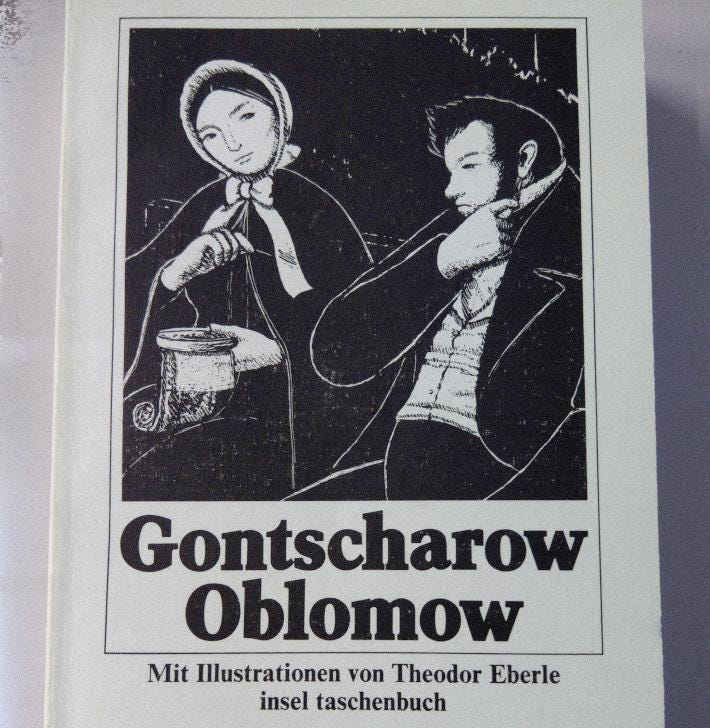 Gontscharow
Oblomow
Mit Illustrationen von Theodor Eberle
insel taschenbuch